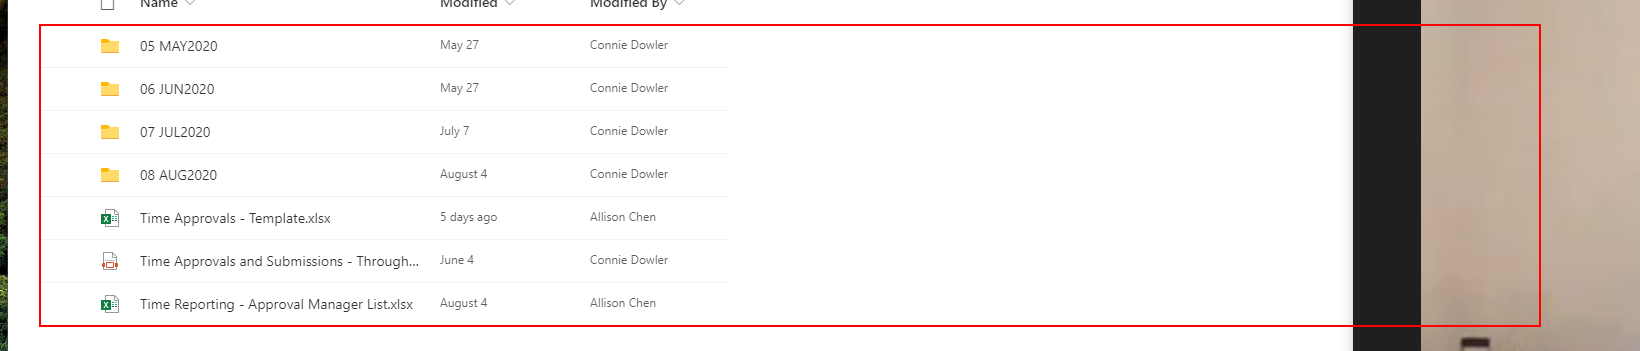 Name Modified Modified By
05 MAY2020 May 27 Connie Dowler
06 JUN2020 May 27 Connie Dowler
07 JUL2020 July 7 Connie Dowler
08 AUG2020 August 4 Connie Dowler
Time Approvals - Template.xlsx 5 days ago Allison Chen
Time Approvals and Submissions - Through... June 4 Connie Dowler
Time Reporting - Approval Manager List.xlsx August 4 Allison Chen